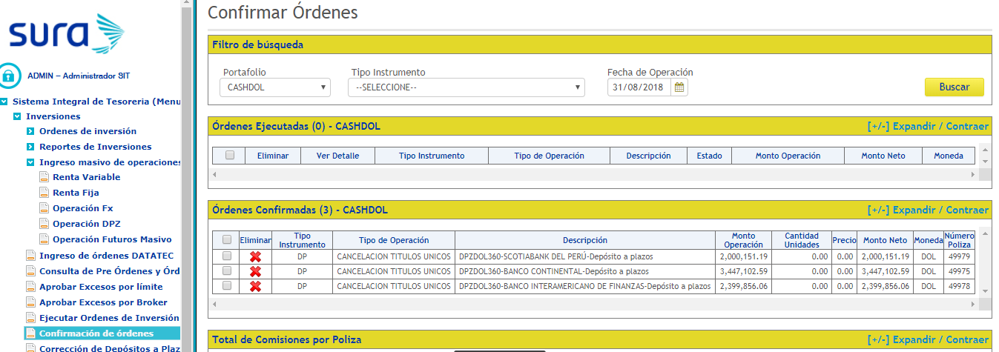 sura
ADMIN – Administrador SIT
Sistema Integral de Tesoreria (Menu
Inversiones
Ordenes de inversión
Reportes de Inversiones
Ingreso masivo de operaciones
Renta Variable
Renta Fija
Operación Fx
Operación DPZ
Operación Futuros Masivo
Ingreso de órdenes DATATEC
Consulta de Pre Órdenes y Órd
Aprobar Excesos por límite
Aprobar Excesos por Broker
Ejecutar Ordenes de Inversión
Confirmación de órdenes
Corrección de Depósitos a Plaz
Confirmar Órdenes
Filtro de búsqueda
Portafolio Tipo Instrumento Fecha de Operación
CASHDOL --SELECCIONE-- 31/08/2018 Buscar
Órdenes Ejecutadas (0) - CASHDOL [+/-] Expandir / Contraer
Eliminar Ver Detalle Tipo Instrumento Tipo de Operación Descripción Estado Monto Operación Monto Neto Moneda
Órdenes Confirmadas (3) - CASHDOL [+/-] Expandir / Contraer
Eliminar Tipo Instrumento Tipo de Operación Descripción Monto Operación Cantidad Unidades Precio Monto Neto Moneda Número Poliza
DP CANCELACION TITULOS UNICOS DPZDOL360-SCOTIABANK DEL PERÚ-Depósito a plazos 2,000,151.19 0.00 0.00 2,000,151.19 DOL 49979
DP CANCELACION TITULOS UNICOS DPZDOL360-BANCO CONTINENTAL-Depósito a plazos 3,447,102.59 0.00 0.00 3,447,102.59 DOL 49975
DP CANCELACION TITULOS UNICOS DPZDOL360-BANCO INTERAMERICANO DE FINANZAS-Depósito a plazos 2,399,856.06 0.00 0.00 2,399,856.06 DOL 49978
Total de Comisiones por Poliza [+/-] Expandir / Contraer